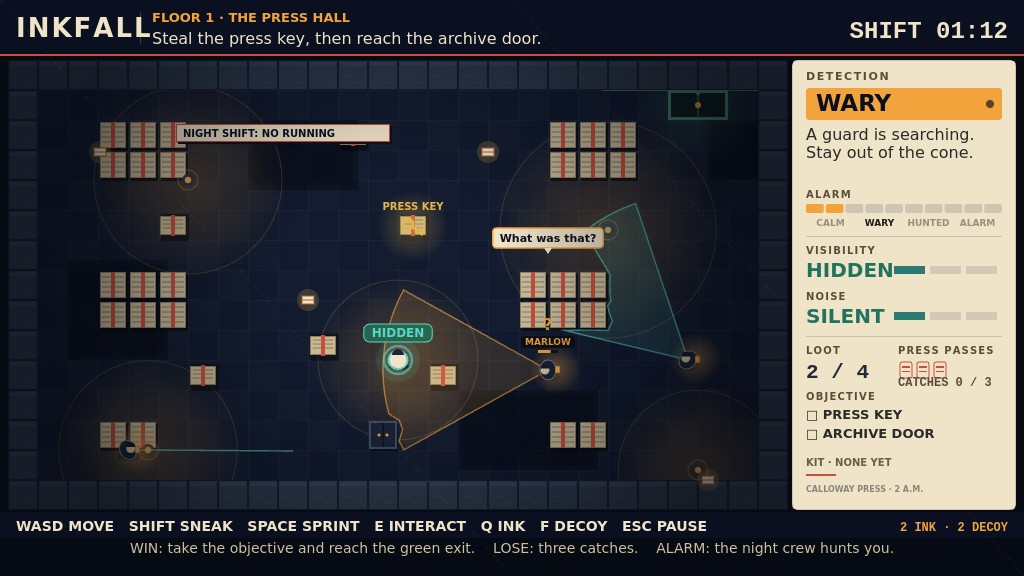 INKFALL
FLOOR 1 · THE PRESS HALL
Steal the press key, then reach the archive door.
SHIFT 01:12
NIGHT SHIFT: NO RUNNING
PRESS KEY
What was that?
?
MARLOW
HIDDEN
DETECTION
WARY
A guard is searching.
Stay out of the cone.
ALARM
CALM WARY HUNTED ALARM
VISIBILITY
HIDDEN
NOISE
SILENT
LOOT PRESS PASSES
2 / 4
CATCHES 0 / 3
OBJECTIVE
□ PRESS KEY
□ ARCHIVE DOOR
KIT · NONE YET
CALLOWAY PRESS · 2 A.M.
WASD MOVE SHIFT SNEAK SPACE SPRINT E INTERACT Q INK F DECOY ESC PAUSE
2 INK · 2 DECOY
WIN: take the objective and reach the green exit. LOSE: three catches. ALARM: the night crew hunts you.